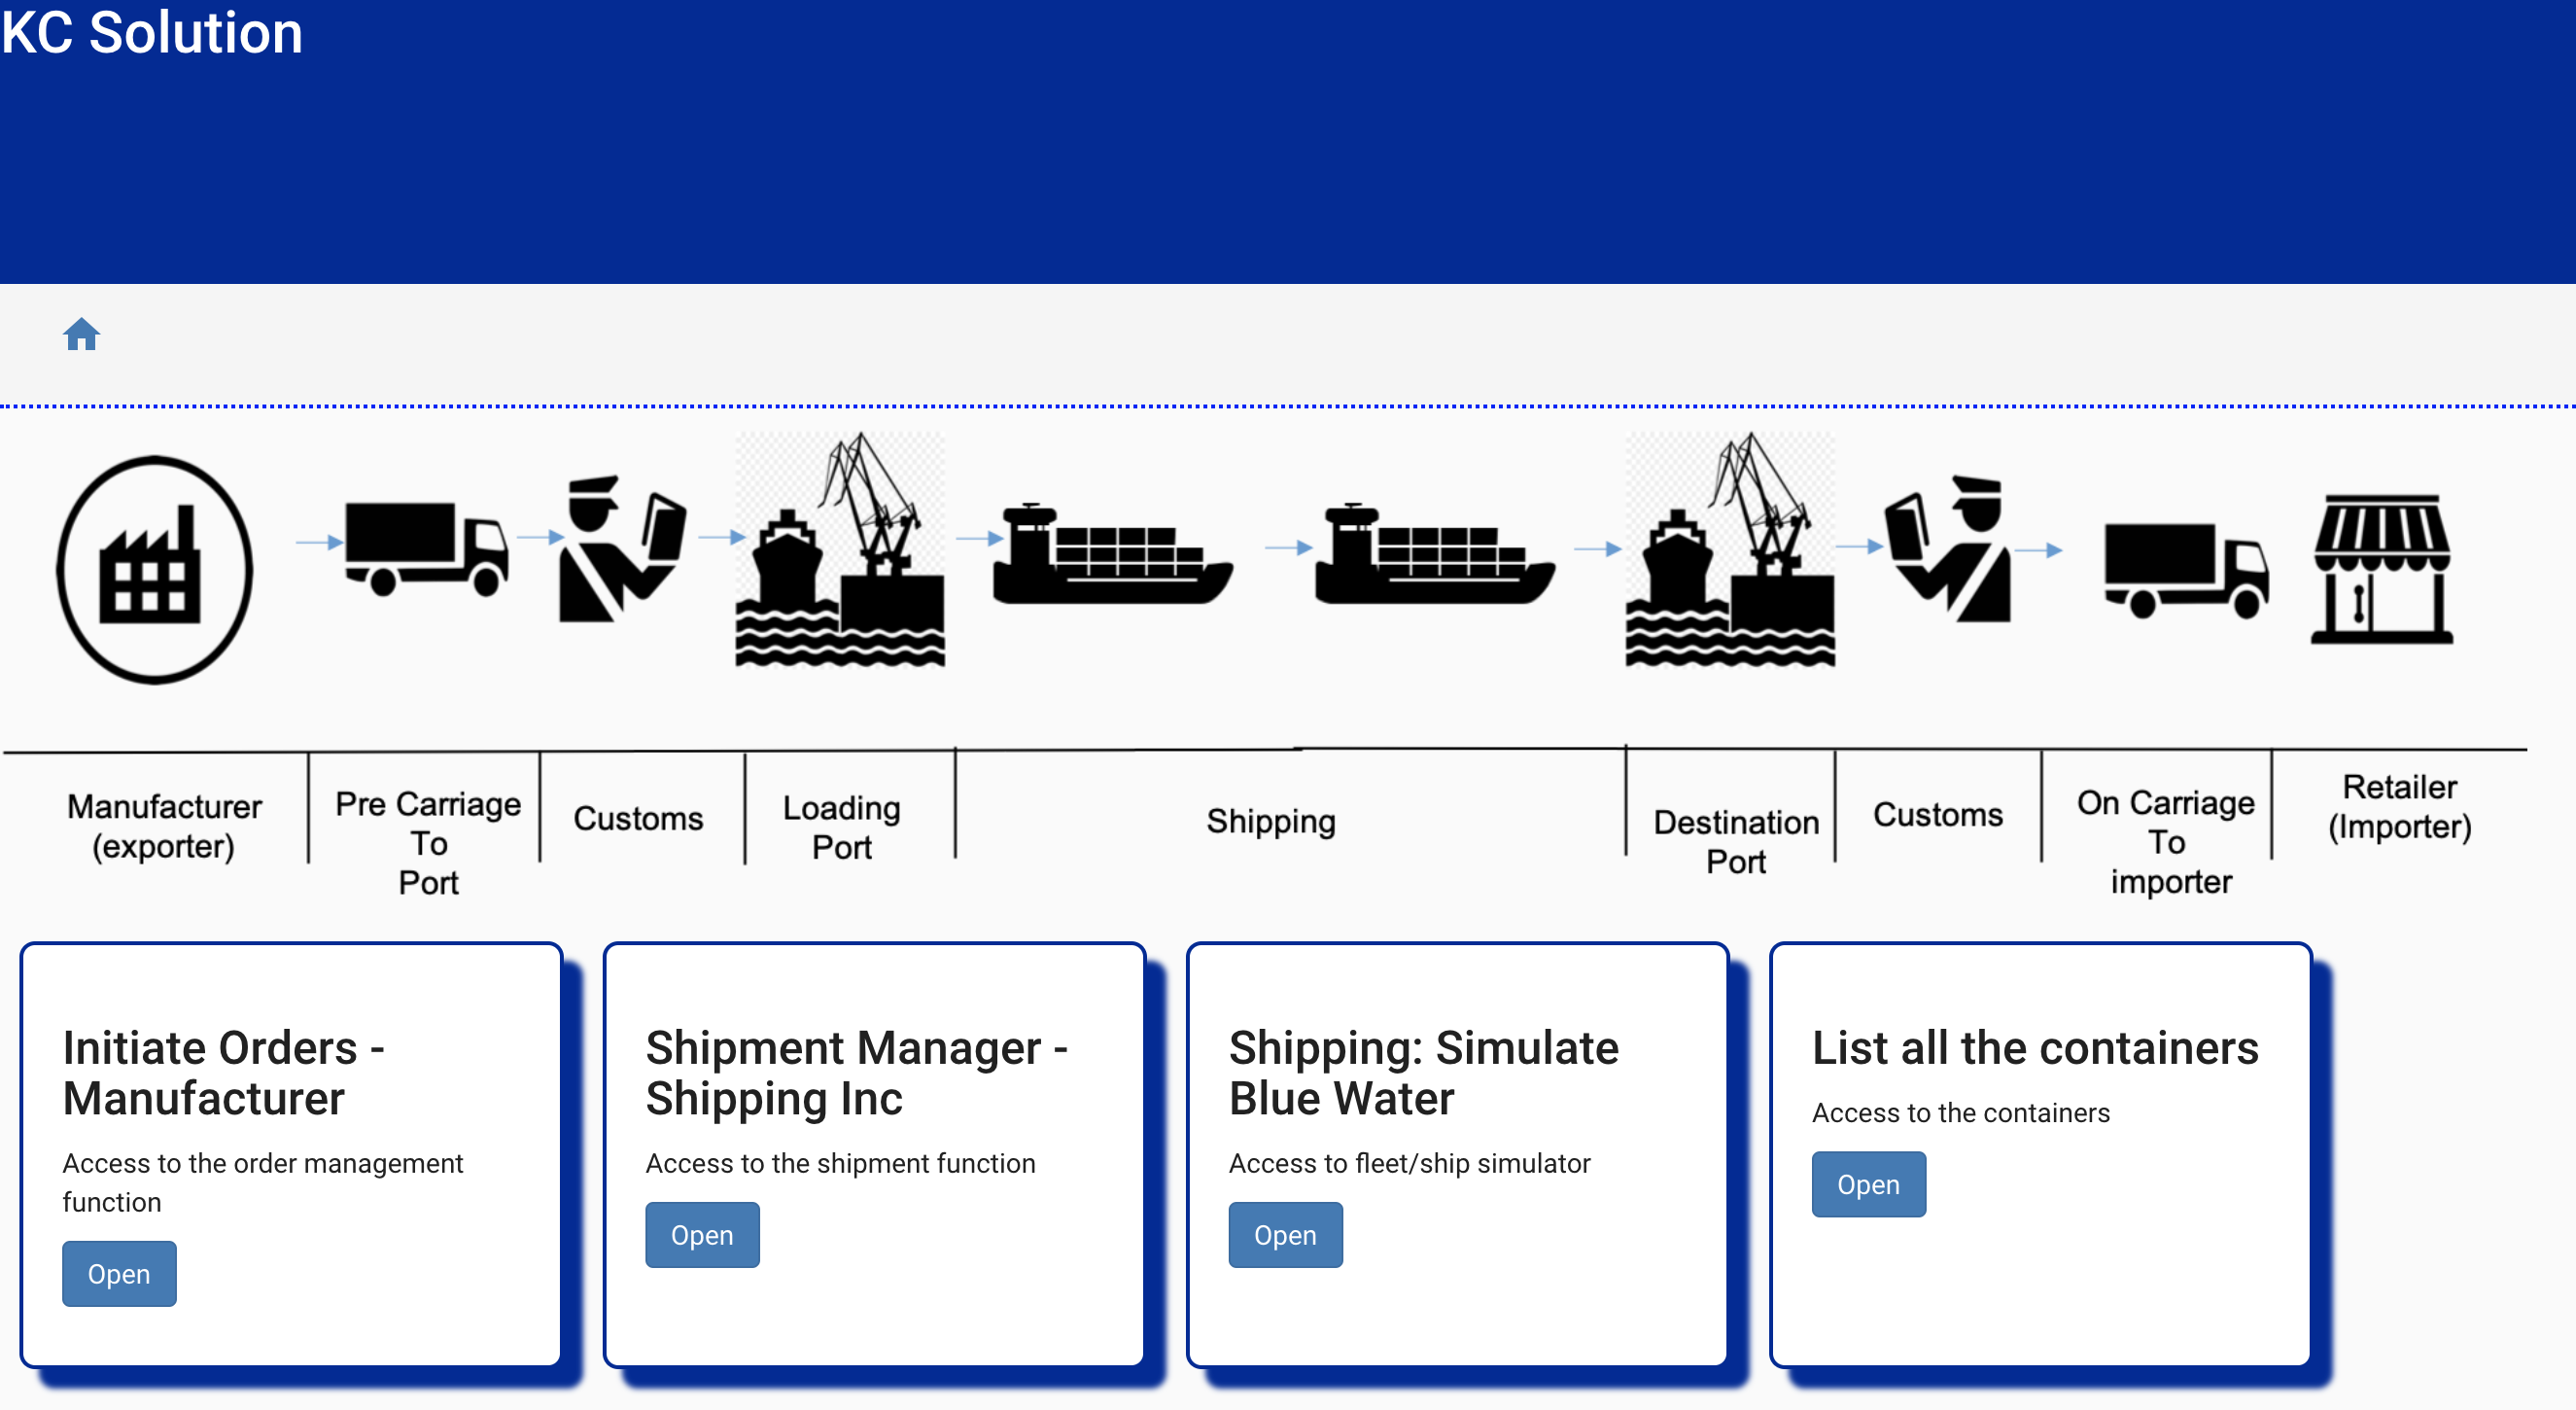 KC Solution
Manufacturer
(exporter)
Pre Carriage
To
Port
Customs
Loading
Port
Shipping
Destination
Port
Customs
On Carriage
To
importer
Retailer
(Importer)
Initiate Orders -
Manufacturer
Access to the order management
function
Open
Shipment Manager -
Shipping Inc
Access to the shipment function
Open
Shipping: Simulate
Blue Water
Access to fleet/ship simulator
Open
List all the containers
Access to the containers
Open